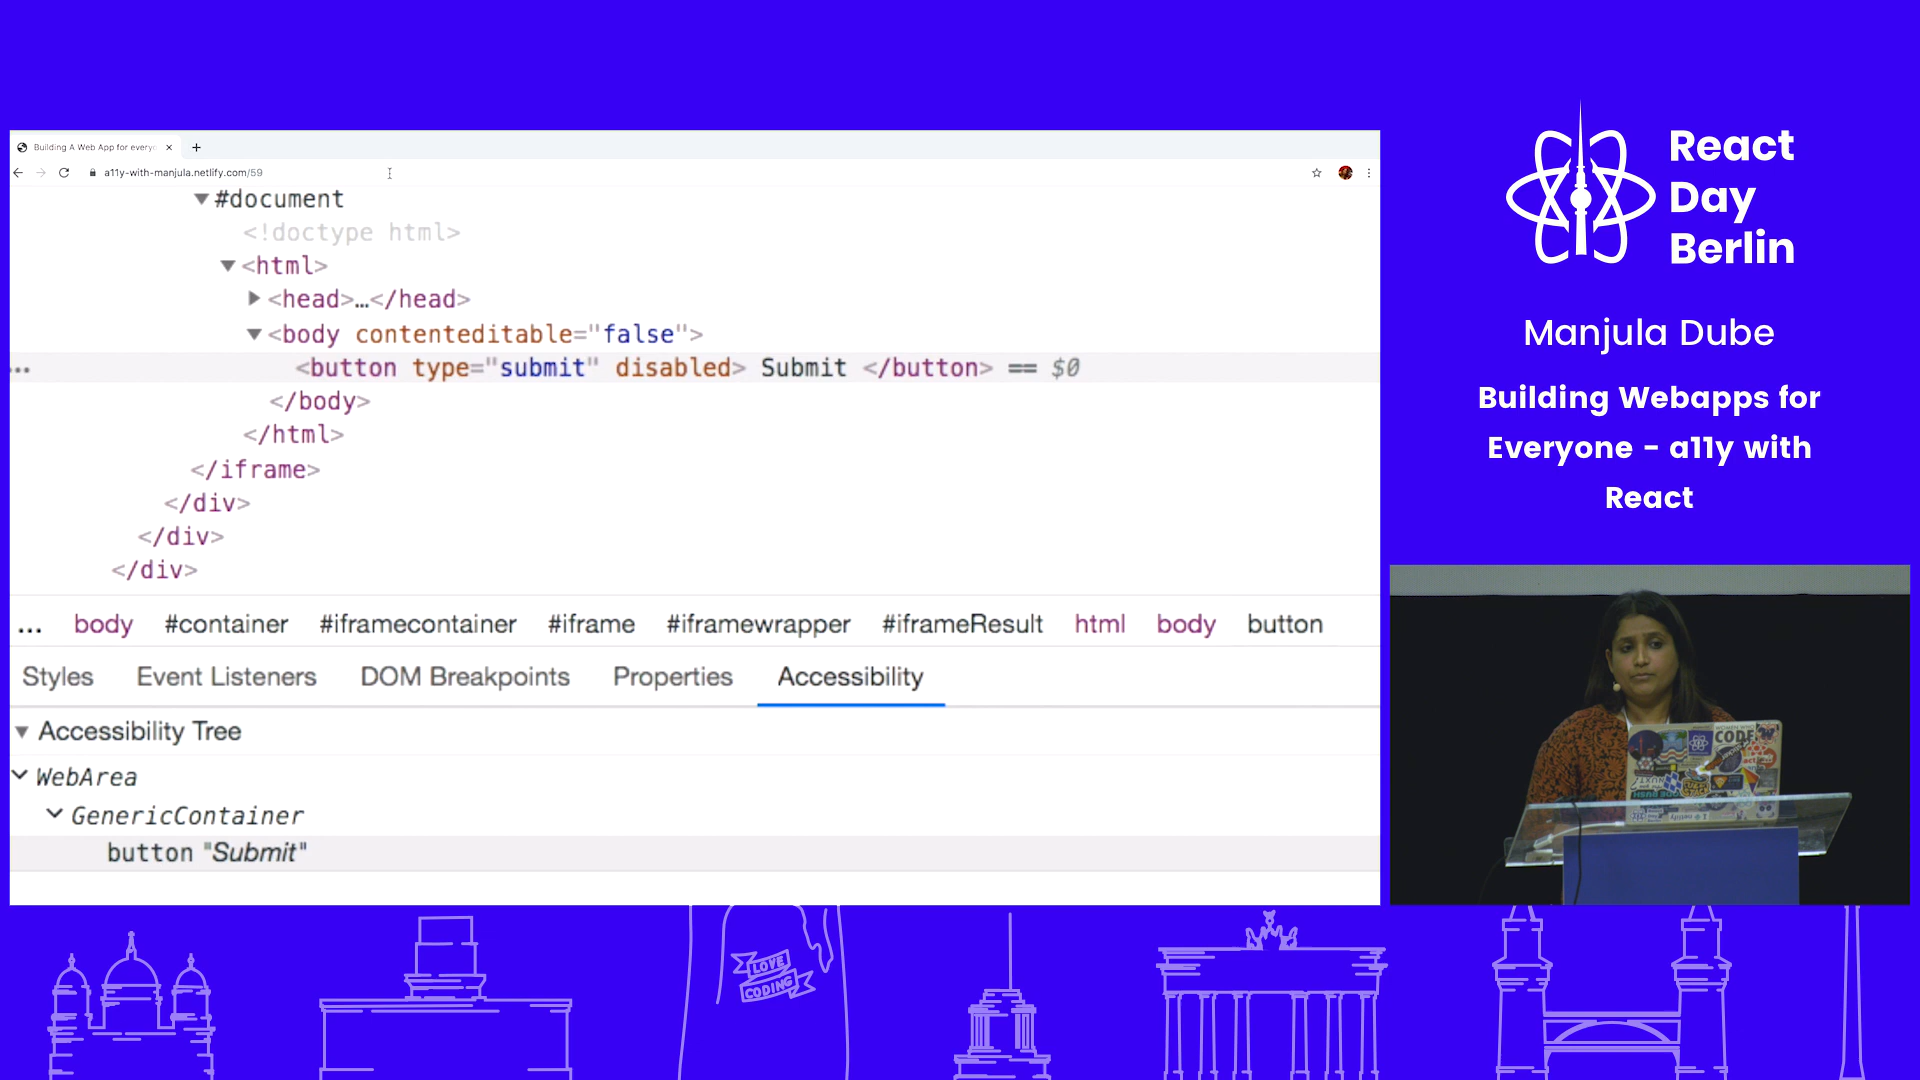 Building A Web App for everyo
a11y-with-manjula.netlify.com/59
#document
<!doctype html>
<html>
<head>…</head>
<body contenteditable="false">
<button type="submit" disabled> Submit </button> == $0
</body>
</html>
</iframe>
</div>
</div>
</div>
... body #container #iframecontainer #iframe #iframewrapper #iframeResult html body button
Styles Event Listeners DOM Breakpoints Properties Accessibility
Accessibility Tree
WebArea
GenericContainer
button "Submit"
React
Day
Berlin
Manjula Dube
Building Webapps for
Everyone - a11y with
React
CODE
netlify
LOVE
CODING